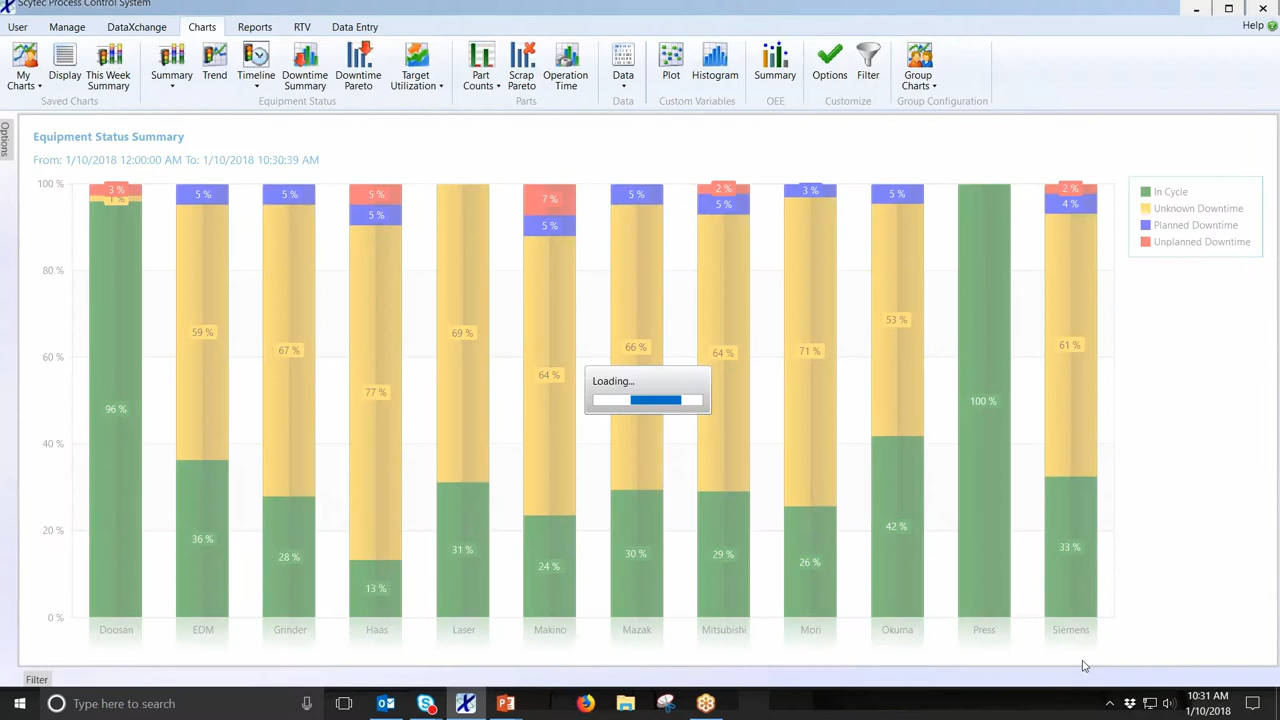 Scytec Process Control System
User Manage DataXchange Charts Reports RTV Data Entry Help
My Charts Display This Week Summary Summary Trend Timeline Downtime Summary Downtime Pareto Target Utilization Part Counts Scrap Pareto Operation Time Data Plot Histogram Summary Options Filter Group Charts
Saved Charts Equipment Status Parts Data Custom Variables OEE Customize Group Configuration
Options
Equipment Status Summary
From: 1/10/2018 12:00:00 AM To: 1/10/2018 10:30:39 AM
100 %
80 %
60 %
40 %
20 %
0 %
3 %
1 %
96 %
5 %
59 %
36 %
5 %
67 %
28 %
5 %
5 %
77 %
13 %
69 %
31 %
7 %
5 %
64 %
24 %
5 %
66 %
30 %
2 %
5 %
64 %
29 %
3 %
71 %
26 %
5 %
53 %
42 %
100 %
2 %
4 %
61 %
33 %
Loading...
In Cycle
Unknown Downtime
Planned Downtime
Unplanned Downtime
Doosan EDM Grinder Haas Laser Makino Mazak Mitsubishi Mori Okuma Press Siemens
Filter
Type here to search
10:31 AM
1/10/2018